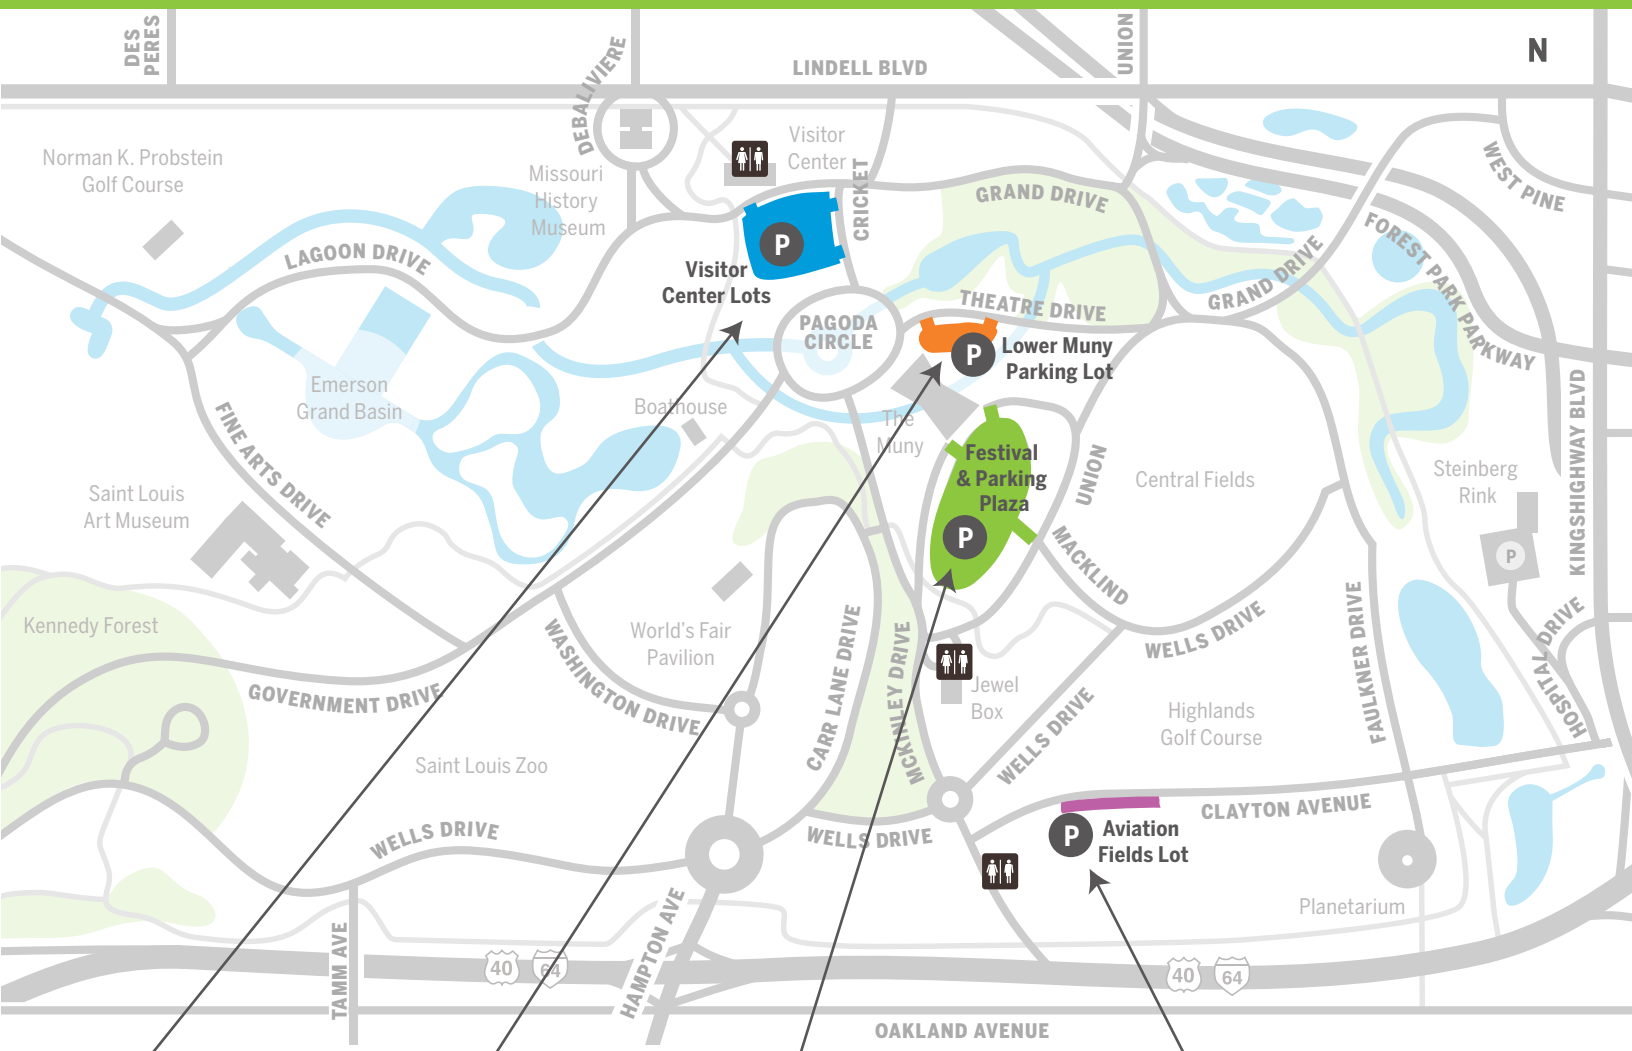 DES
PERES
DEBALIVIERE
LINDELL BLVD
UNION
N
Norman K. Probstein
Golf Course
Missouri
History
Museum
Visitor
Center
CRICKET
GRAND DRIVE
WEST PINE
FOREST PARK PARKWAY
GRAND DRIVE
LAGOON DRIVE
P
Visitor
Center Lots
THEATRE DRIVE
PAGODA
CIRCLE
P
Lower Muny
Parking Lot
Emerson
Grand Basin
Boathouse
The
Muny
KINGSHIGHWAY BLVD
FINE ARTS DRIVE
Festival
& Parking
Plaza
P
UNION
Central Fields
Steinberg
Rink
P
Saint Louis
Art Museum
MACKLIND
Kennedy Forest
World's Fair
Pavilion
WASHINGTON DRIVE
CARR LANE DRIVE
MCKINLEY DRIVE
WELLS DRIVE
FAULKNER DRIVE
HOSPITAL DRIVE
HOSPITAL
GOVERNMENT DRIVE
Jewel
Box
WELLS DRIVE
Highlands
Golf Course
Saint Louis Zoo
WELLS DRIVE
WELLS DRIVE
CLAYTON AVENUE
P
Aviation
Fields Lot
Planetarium
TAMM AVE
HAMPTON AVE
40
64
40
64
OAKLAND AVENUE